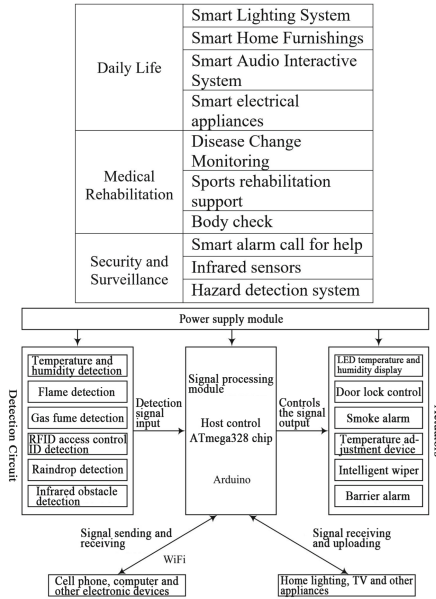 Daily Life
Smart Lighting System
Smart Home Furnishings
Smart Audio Interactive
System
Smart electrical
appliances
Medical
Rehabilitation
Disease Change
Monitoring
Sports rehabilitation
support
Body check
Security and
Surveillance
Smart alarm call for help
Infrared sensors
Hazard detection system
Power supply module
Detection Circuit
Temperature and
humidity detection
Flame detection
Gas fume detection
RFID access control
ID detection
Raindrop detection
Infrared obstacle
detection
Detection
signal
input
Signal processing
module
Host control
ATmega328 chip
Arduino
Controls
the signal
output
LED temperature and
humidity display
Door lock control
Smoke alarm
Temperature ad-
justment device
Intelligent wiper
Barrier alarm
Signal sending and
receiving
WiFi
Signal receiving
and uploading
Cell phone, computer and
other electronic devices
Home lighting, TV and other
appliances